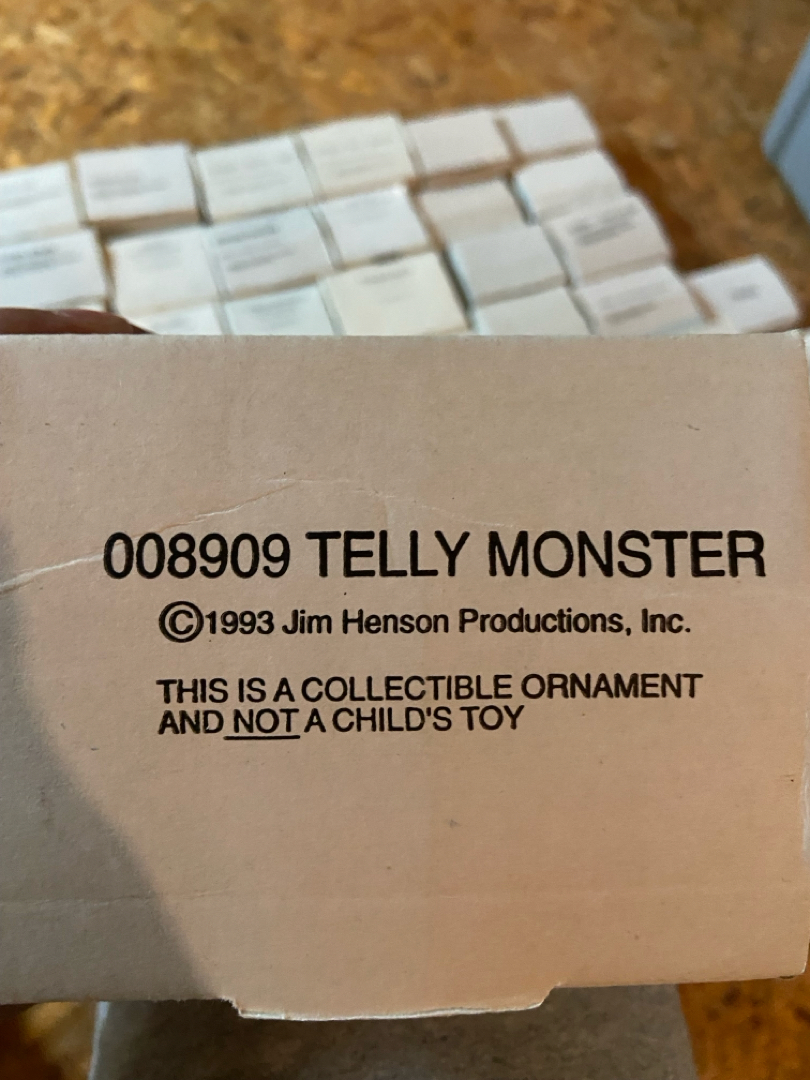 008909 TELLY MONSTER
©1993 Jim Henson Productions, Inc.
THIS IS A COLLECTIBLE ORNAMENT
AND NOT A CHILD'S TOY